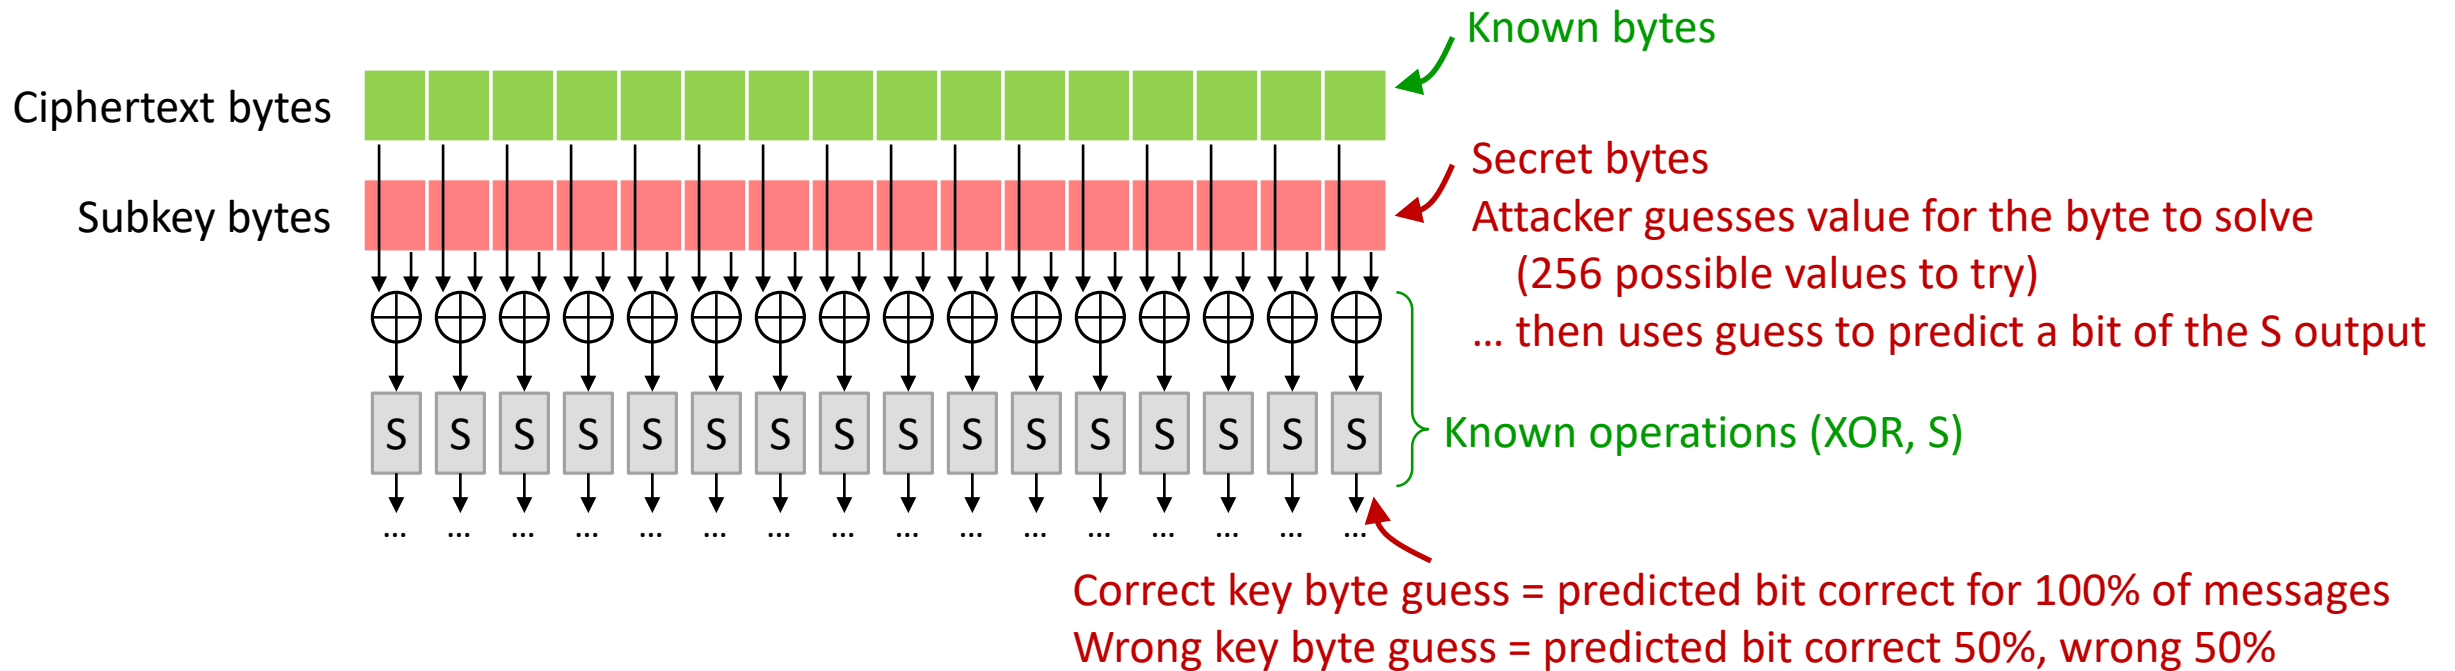 Known bytes
Ciphertext bytes
Secret bytes
Subkey bytes
Attacker guesses value for the byte to solve
(256 possible values to try)
... then uses guess to predict a bit of the S output
S S S S S S S S S S S S S S S S
Known operations (XOR, S)
... ... ... ... ... ... ... ... ... ... ... ... ... ... ... ...
Correct key byte guess = predicted bit correct for 100% of messages
Wrong key byte guess = predicted bit correct 50%, wrong 50%